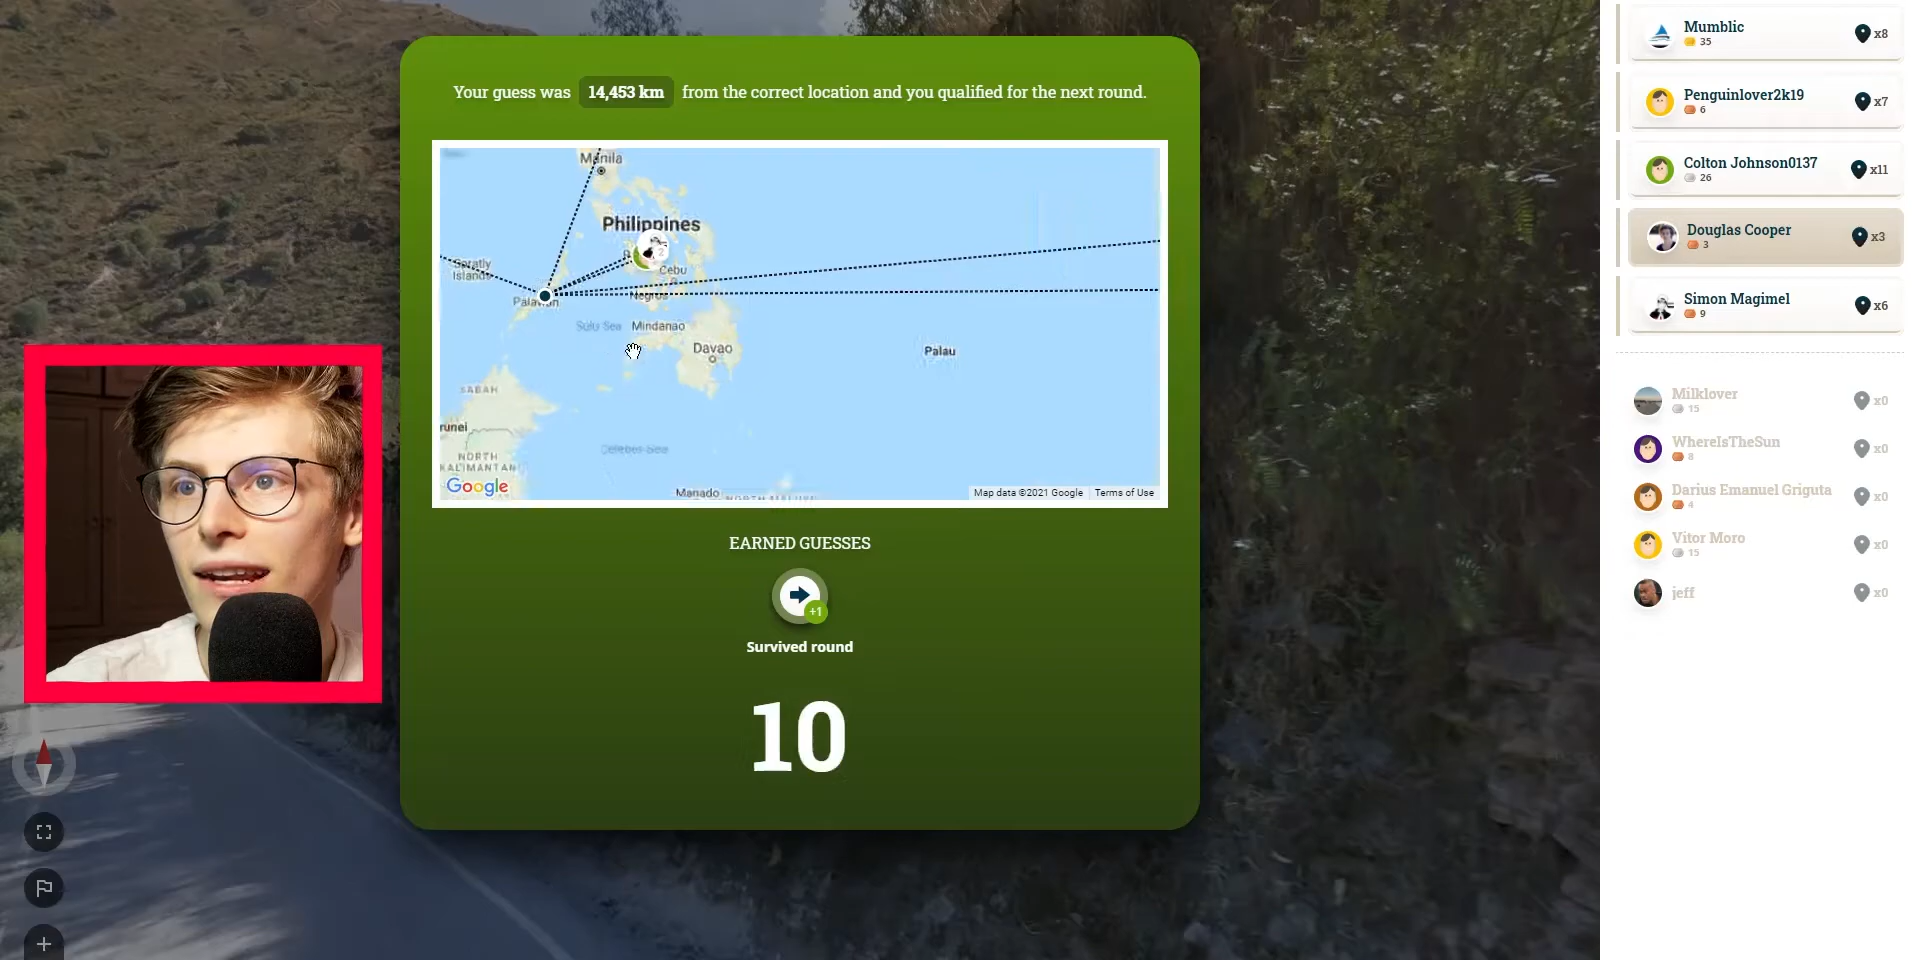 Your guess was 14,453 km from the correct location and you qualified for the next round.
Manila
Philippines
2
Cebu
Spratly
Islands
Palawan
Negros
Sulu Sea
Mindanao
Davao
Palau
SABAH
runei
Celebes Sea
NORTH
KALIMANTAN
Google
Manado
NORTH MALUKU
Map data ©2021 Google
Terms of Use
EARNED GUESSES
+1
Survived round
10
Mumblic
35
x8
Penguinlover2k19
6
x7
Colton Johnson0137
26
x11
Douglas Cooper
3
x3
Simon Magimel
9
x6
Milklover
15
x0
WhereIsTheSun
8
x0
Darius Emanuel Griguta
4
x0
Vitor Moro
15
x0
jeff
x0